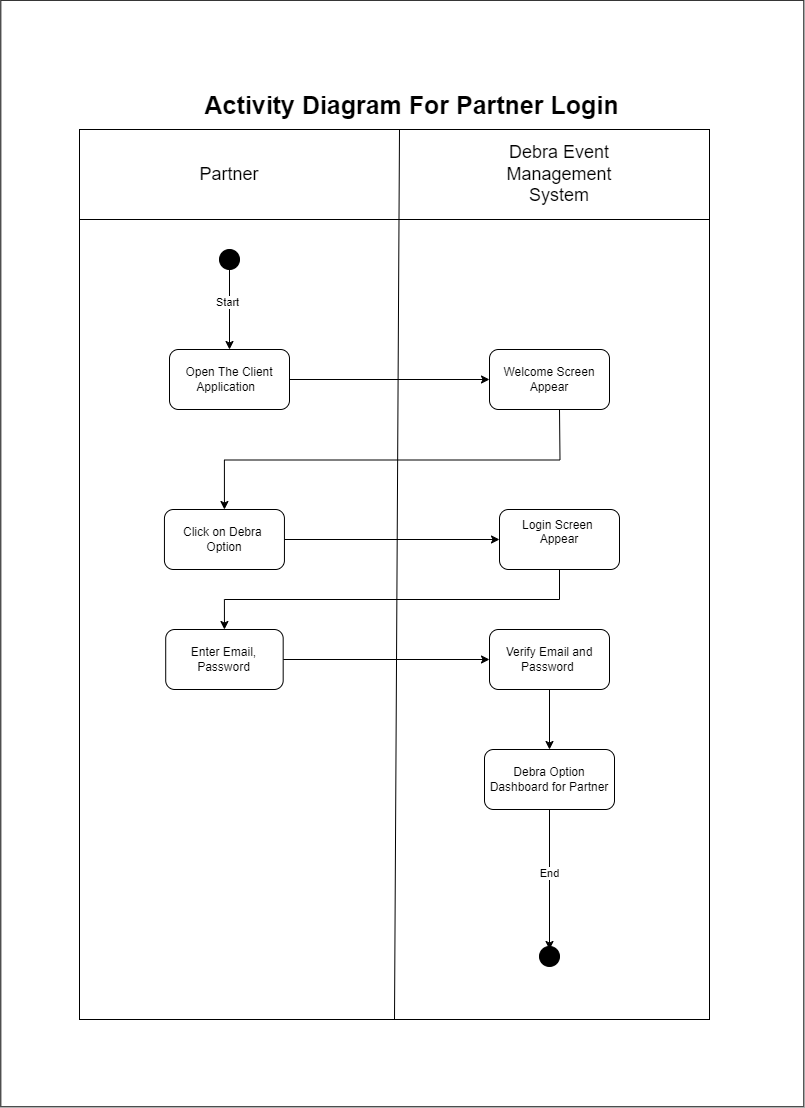 Activity Diagram For Partner Login
Partner
Debra Event
Management
System
Start
Open The Client
Application
Welcome Screen
Appear
Click on Debra
Option
Login Screen
Appear
Enter Email,
Password
Verify Email and
Password
Debra Option
Dashboard for Partner
End